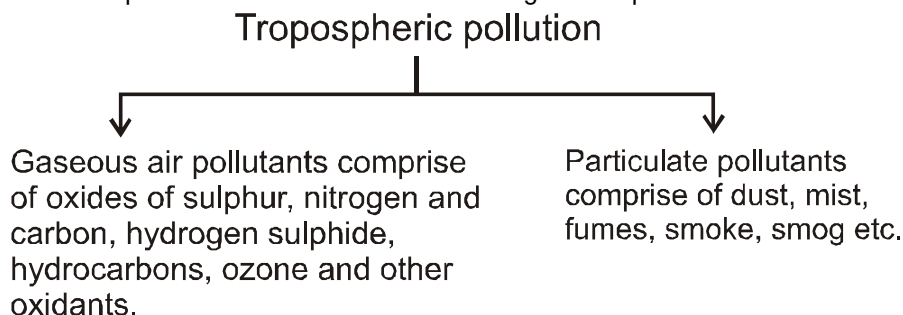 Tropospheric pollution
Gaseous air pollutants comprise
of oxides of sulphur, nitrogen and
carbon, hydrogen sulphide,
hydrocarbons, ozone and other
oxidants.
Particulate pollutants
comprise of dust, mist,
fumes, smoke, smog etc.